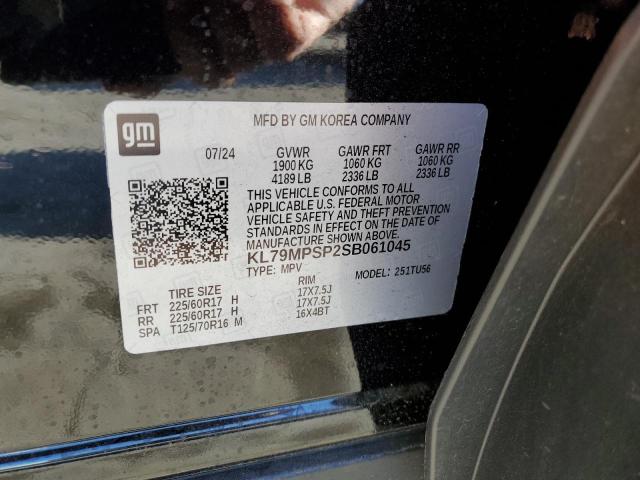 gm
MFD BY GM KOREA COMPANY
07/24 GVWR GAWR FRT GAWR RR
1900 KG 1060 KG 1060 KG
4189 LB 2336 LB 2336 LB
THIS VEHICLE CONFORMS TO ALL
APPLICABLE U.S. FEDERAL MOTOR
VEHICLE SAFETY AND THEFT PREVENTION
STANDARDS IN EFFECT ON THE DATE OF
MANUFACTURE SHOWN ABOVE.
KL79MPSP2SB061045
TYPE: MPV MODEL: 251TU56
TIRE SIZE RIM
FRT 225/60R17 H 17X7.5J
RR 225/60R17 H 17X7.5J
SPA T125/70R16 M 16X4BT